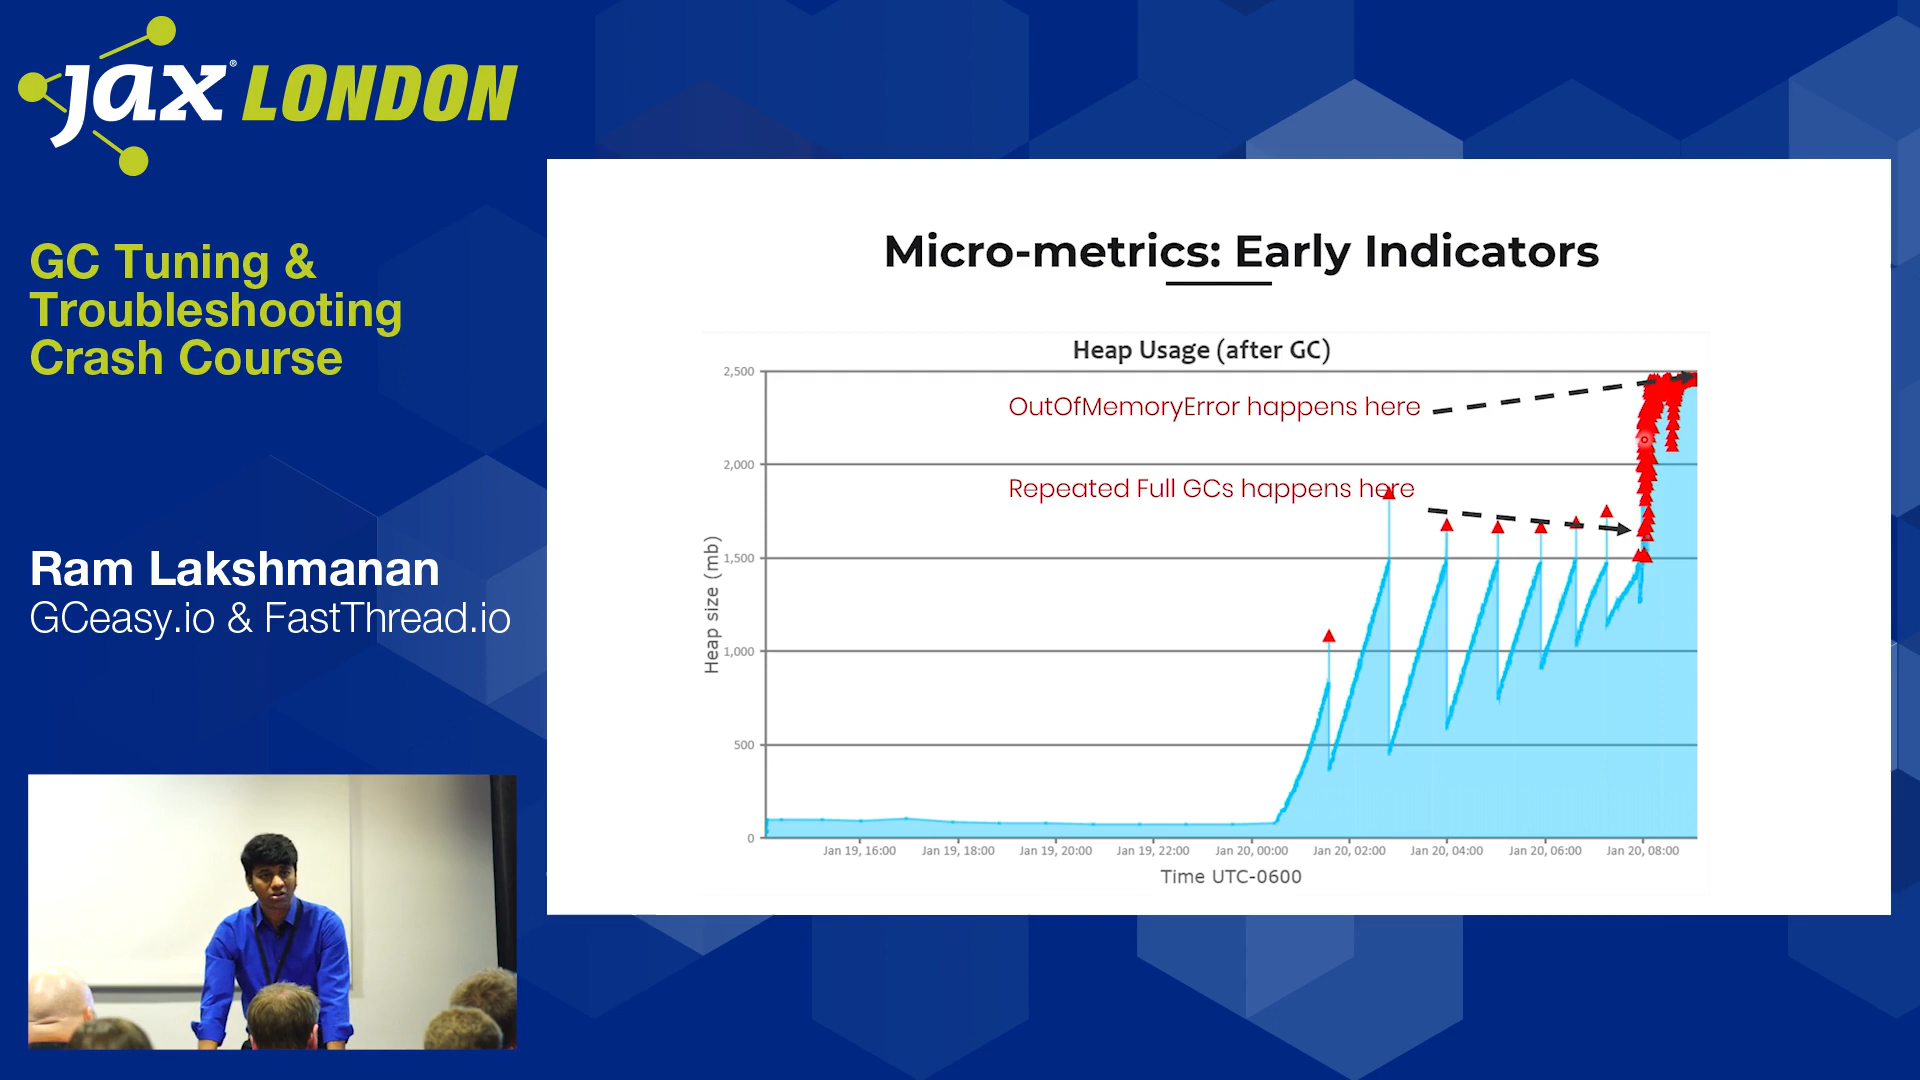 jax® LONDON
GC Tuning &
Troubleshooting
Crash Course
Ram Lakshmanan
GCeasy.io & FastThread.io
Micro-metrics: Early Indicators
Heap Usage (after GC)
OutOfMemoryError happens here
Repeated Full GCs happens here
Heap size (mb)
2,500
2,000
1,500
1,000
500
0
Jan 19, 16:00 Jan 19, 18:00 Jan 19, 20:00 Jan 19, 22:00 Jan 20, 00:00 Jan 20, 02:00 Jan 20, 04:00 Jan 20, 06:00 Jan 20, 08:00
Time UTC-0600